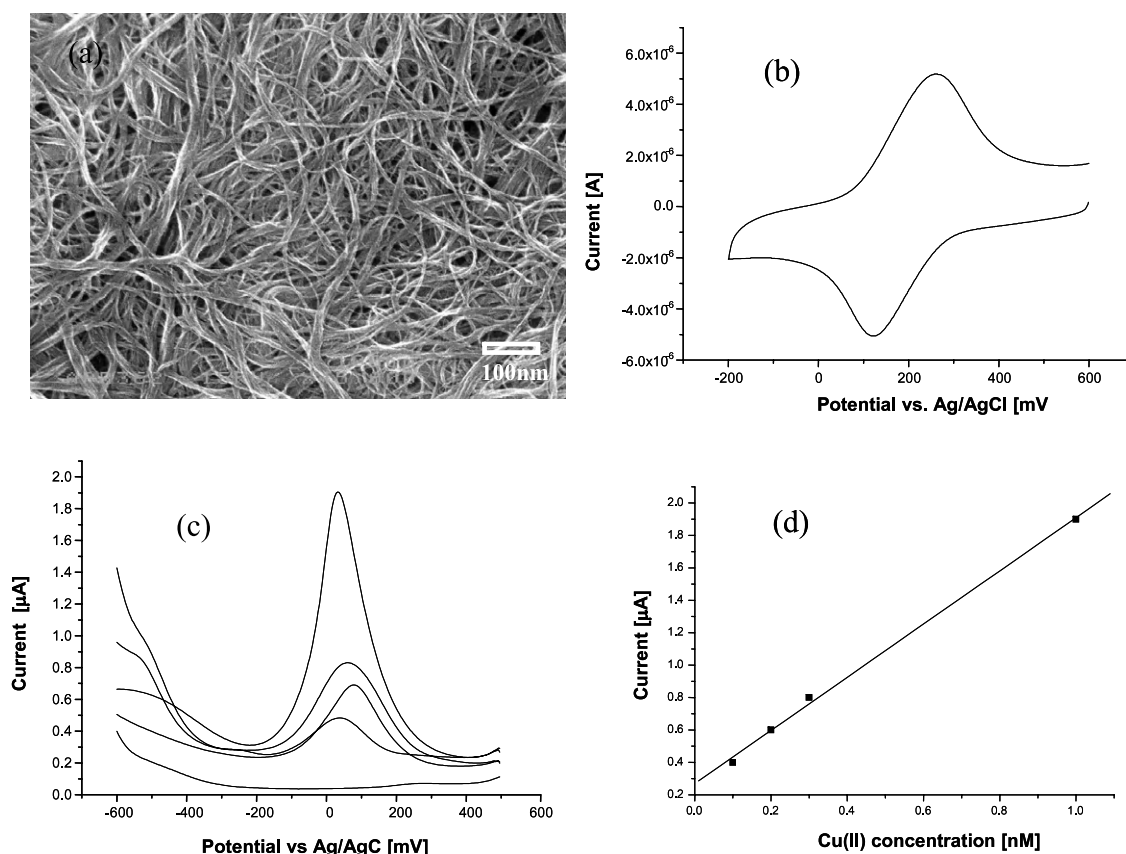 (a)
100nm
(b)
6.0x10-6
4.0x10-6
2.0x10-6
0.0
-2.0x10-6
-4.0x10-6
-6.0x10-6
Current [A]
-200 0 200 400 600
Potential vs. Ag/AgCl [mV
(c)
2.0
1.8
1.6
1.4
1.2
1.0
0.8
0.6
0.4
0.2
0.0
Current [µA]
-600 -400 -200 0 200 400 600
Potential vs Ag/AgC [mV]
(d)
2.0
1.8
1.6
1.4
1.2
1.0
0.8
0.6
0.4
0.2
Current [µA]
0.0 0.2 0.4 0.6 0.8 1.0
Cu(II) concentration [nM]